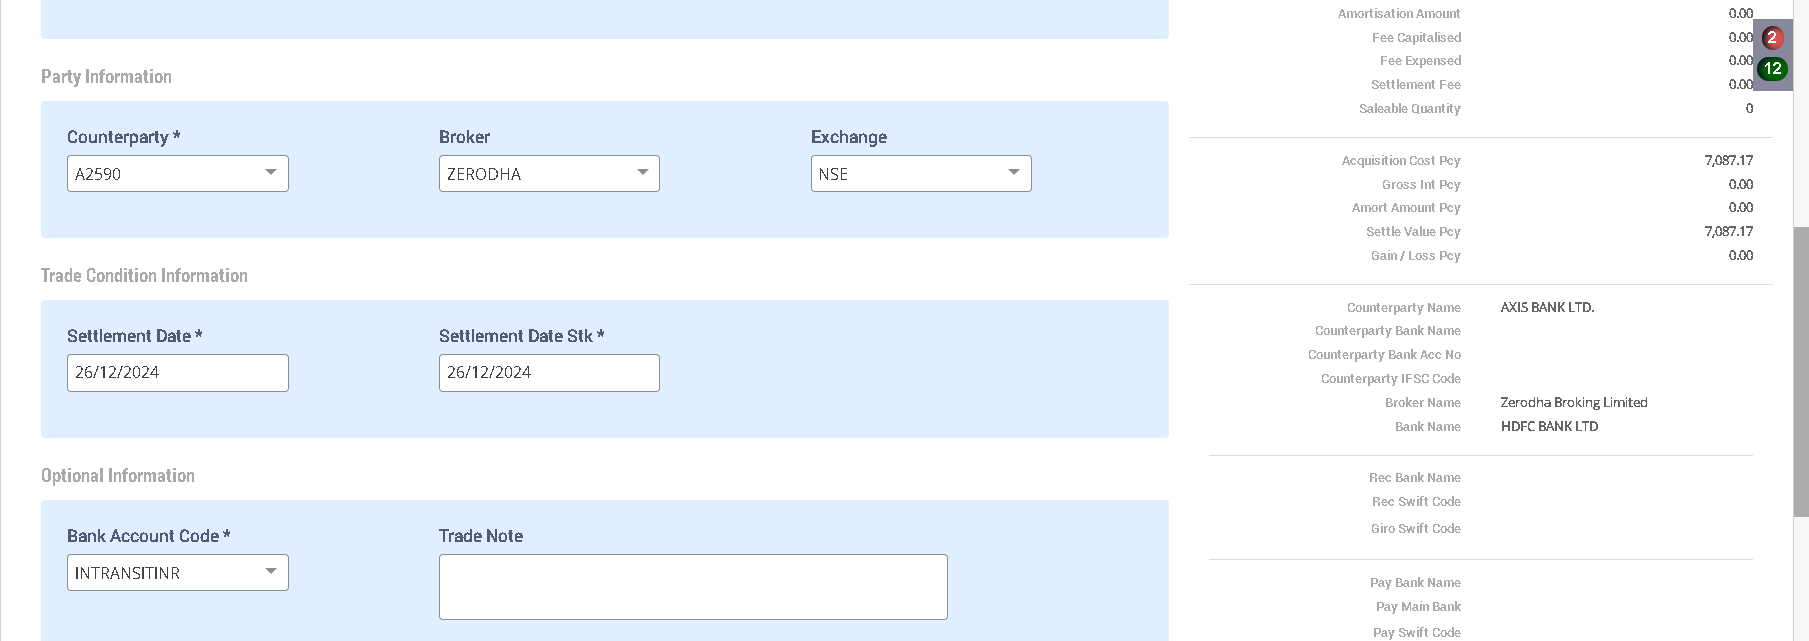 Amortisation Amount 0.00
Fee Capitalised 0.00
Fee Expensed 0.00
Settlement Fee 0.00
Saleable Quantity 0
2
12
Party Information
Counterparty * Broker Exchange
A2590 ZERODHA NSE
Acquisition Cost Pcy 7,087.17
Gross Int Pcy 0.00
Amort Amount Pcy 0.00
Settle Value Pcy 7,087.17
Gain / Loss Pcy 0.00
Trade Condition Information
Settlement Date * Settlement Date Stk *
26/12/2024 26/12/2024
Counterparty Name AXIS BANK LTD.
Counterparty Bank Name
Counterparty Bank Acc No
Counterparty IFSC Code
Broker Name Zerodha Broking Limited
Bank Name HDFC BANK LTD
Optional Information
Bank Account Code * Trade Note
INTRANSITINR
Rec Bank Name
Rec Swift Code
Giro Swift Code
Pay Bank Name
Pay Main Bank
Pay Swift Code